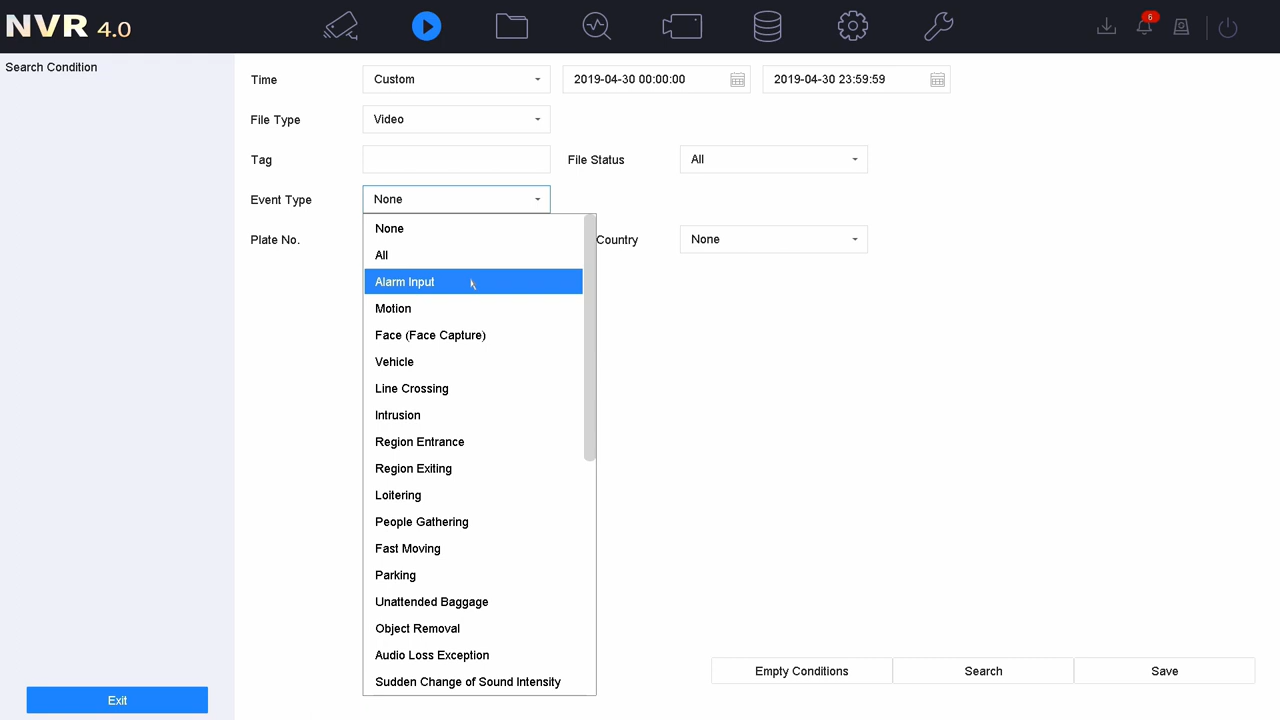 NVR 4.0
6
Search Condition
Time
Custom
2019-04-30 00:00:00
2019-04-30 23:59:59
File Type
Video
Tag
File Status
All
Event Type
None
Plate No.
Country
None
None
All
Alarm Input
Motion
Face (Face Capture)
Vehicle
Line Crossing
Intrusion
Region Entrance
Region Exiting
Loitering
People Gathering
Fast Moving
Parking
Unattended Baggage
Object Removal
Audio Loss Exception
Sudden Change of Sound Intensity
Empty Conditions
Search
Save
Exit